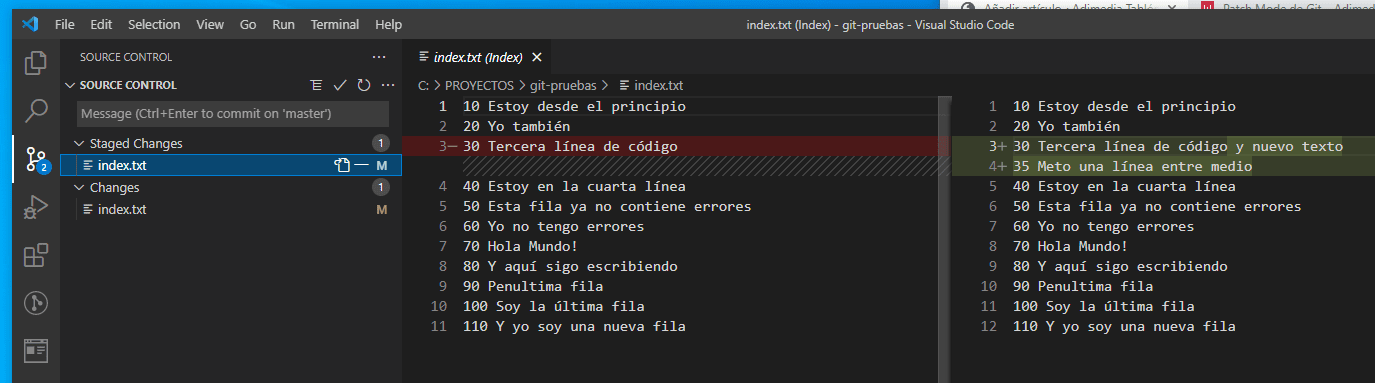 Añadir artículo ‹ Adimedia Tablé
Patch Mode de Git – Adimed
File Edit Selection View Go Run Terminal Help
index.txt (Index) - git-pruebas - Visual Studio Code
SOURCE CONTROL
SOURCE CONTROL
Message (Ctrl+Enter to commit on 'master')
Staged Changes 1
index.txt M
Changes 1
index.txt M
2
index.txt (Index)
C: > PROYECTOS > git-pruebas > index.txt
1 10 Estoy desde el principio
2 20 Yo también
3— 30 Tercera línea de código
4 40 Estoy en la cuarta línea
5 50 Esta fila ya no contiene errores
6 60 Yo no tengo errores
7 70 Hola Mundo!
8 80 Y aquí sigo escribiendo
9 90 Penultima fila
10 100 Soy la última fila
11 110 Y yo soy una nueva fila
1 10 Estoy desde el principio
2 20 Yo también
3+ 30 Tercera línea de código y nuevo texto
4+ 35 Meto una línea entre medio
5 40 Estoy en la cuarta línea
6 50 Esta fila ya no contiene errores
7 60 Yo no tengo errores
8 70 Hola Mundo!
9 80 Y aquí sigo escribiendo
10 90 Penultima fila
11 100 Soy la última fila
12 110 Y yo soy una nueva fila